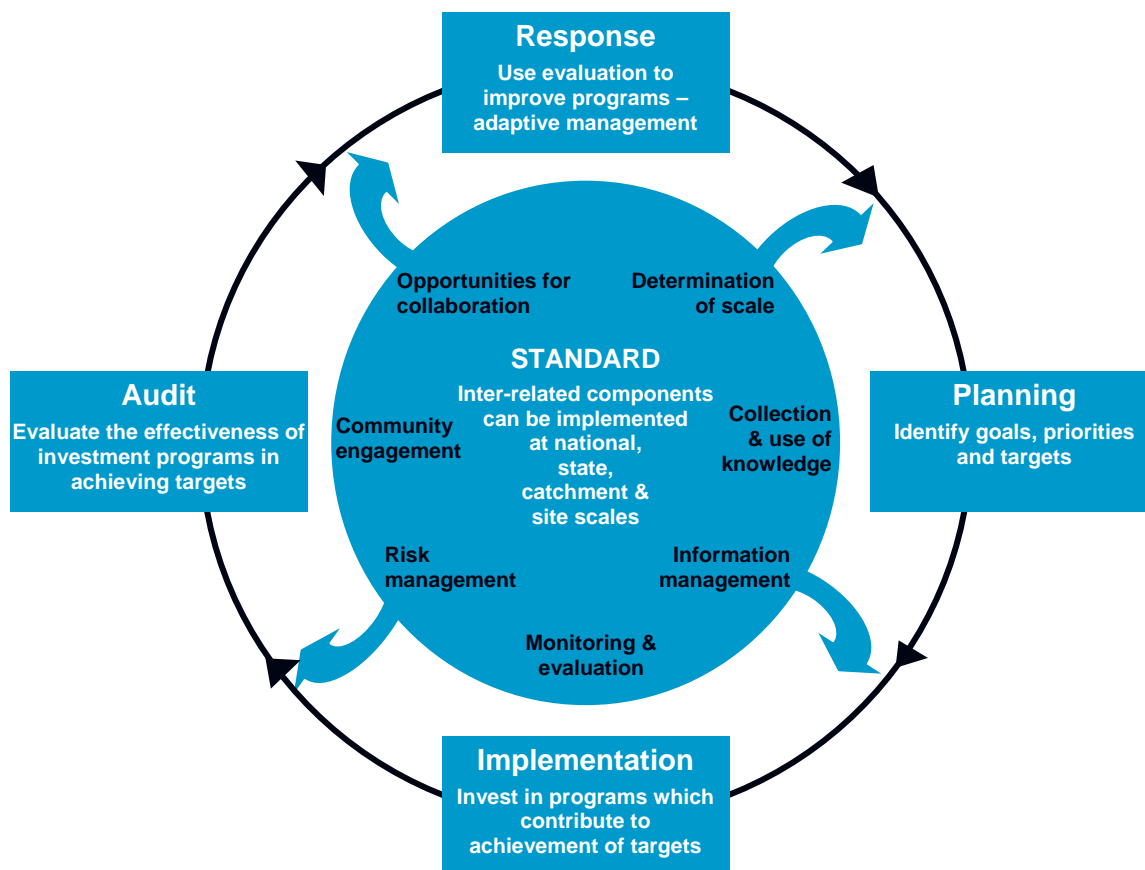 Response
Use evaluation to
improve programs –
adaptive management
Opportunities for
collaboration
Determination
of scale
STANDARD
Inter-related components
can be implemented
at national,
state,
catchment &
site scales
Audit
Evaluate the effectiveness of
investment programs in
achieving targets
Community
engagement
Collection
& use of
knowledge
Planning
Identify goals, priorities
and targets
Risk
management
Information
management
Monitoring &
evaluation
Implementation
Invest in programs which
contribute to
achievement of targets